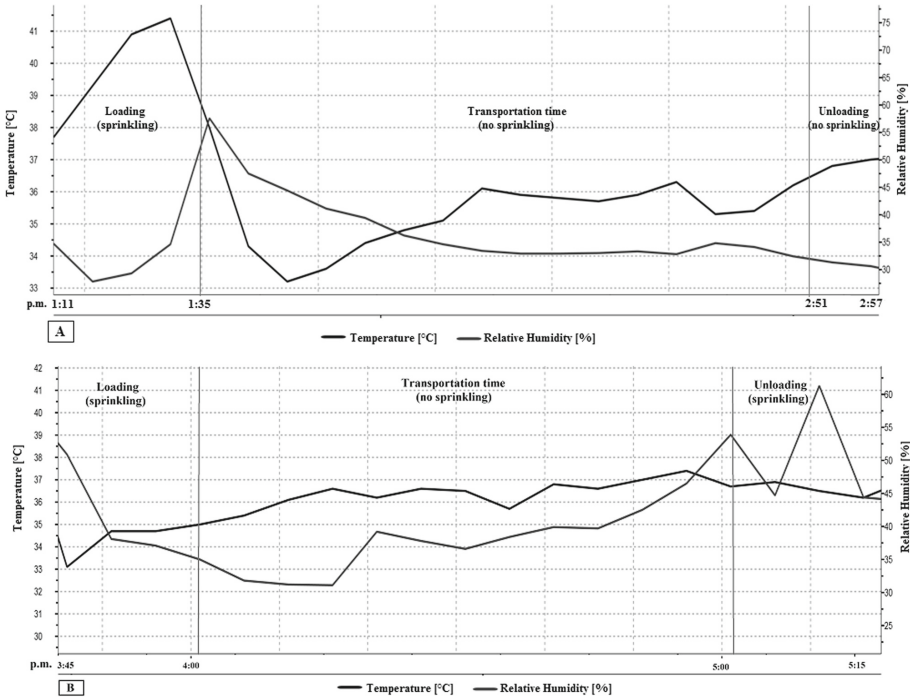 41
40
39
38
37
36
35
34
33
Temperature [°C]
Loading
(sprinkling)
Transportation time
(no sprinkling)
Unloading
(no sprinkling)
75
70
65
60
55
50
45
40
35
30
Relative Humidity [%]
p.m. 1:11 1:35 2:51 2:57
A
Temperature [°C] Relative Humidity [%]
42
41
40
39
38
37
36
35
34
33
32
31
30
Temperature [°C]
Loading
(sprinkling)
Transportation time
(no sprinkling)
Unloading
(sprinkling)
60
55
50
45
40
35
30
25
Relative Humidity [%]
p.m. 3:45 4:00 5:00 5:15
B
Temperature [°C] Relative Humidity [%]